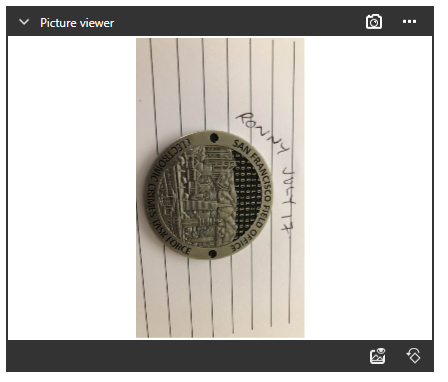 Picture viewer
RONNY JULY 17
SAN FRANCISCO FIELD OFFICE
ELECTRONIC CRIMES TASK FORCE